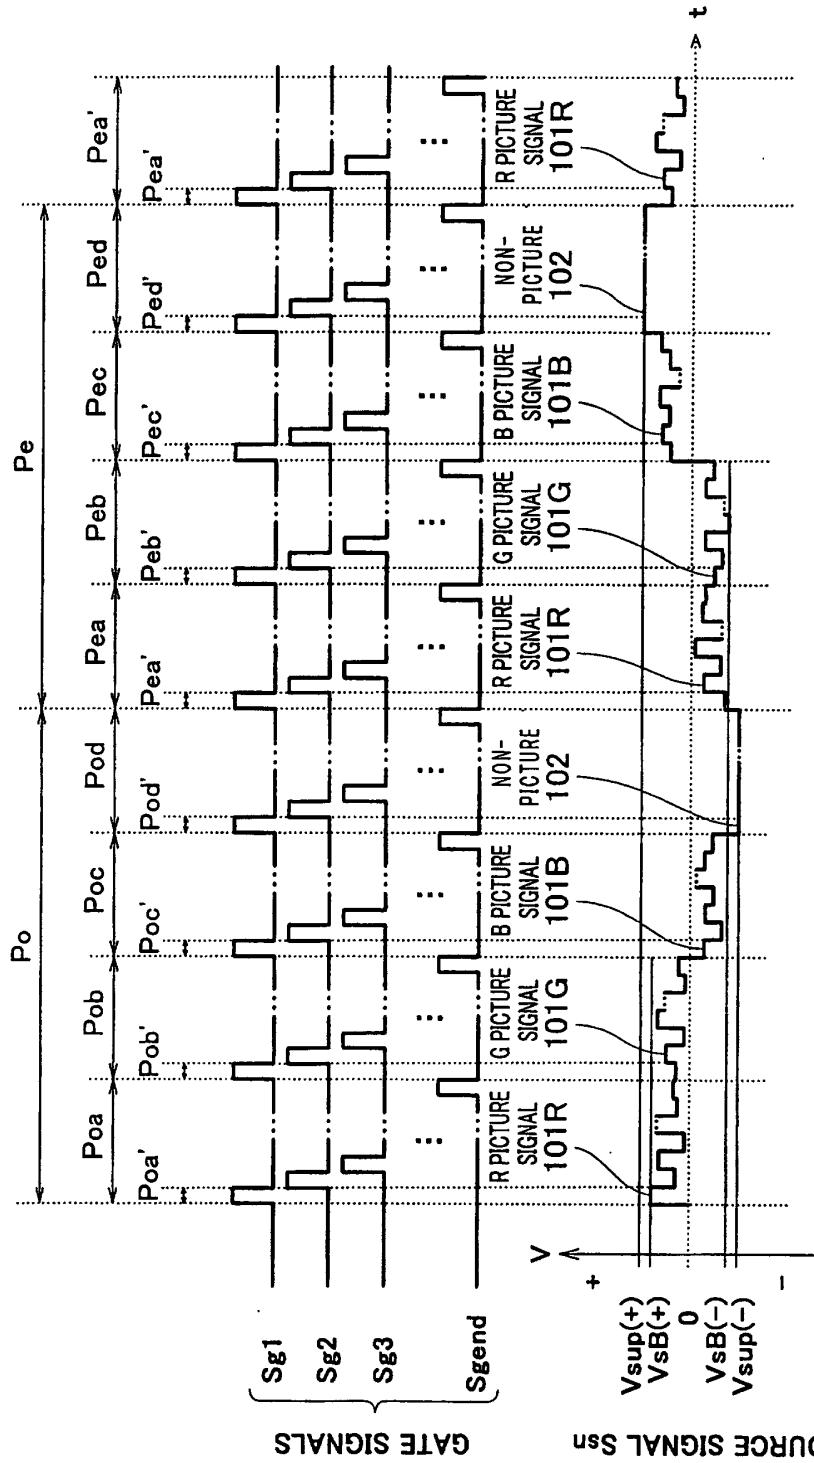 Po
Pe
Poa
Pob
Poc
Pod
Pea
Peb
Pec
Ped
Pea'
Poa'
Pob'
Poc'
Pod'
Pea'
Peb'
Pec'
Ped'
Pea'
GATE SIGNALS
Sg1
Sg2
Sg3
Sgend
R PICTURE
SIGNAL
101R
G PICTURE
SIGNAL
101G
B PICTURE
SIGNAL
101B
NON-
PICTURE
102
R PICTURE
SIGNAL
101R
G PICTURE
SIGNAL
101G
B PICTURE
SIGNAL
101B
NON-
PICTURE
102
R PICTURE
SIGNAL
101R
OURCE SIGNAL Ssn
V
+
Vsup(+)
VsB(+)
0
VsB(-)
Vsup(-)
-
t